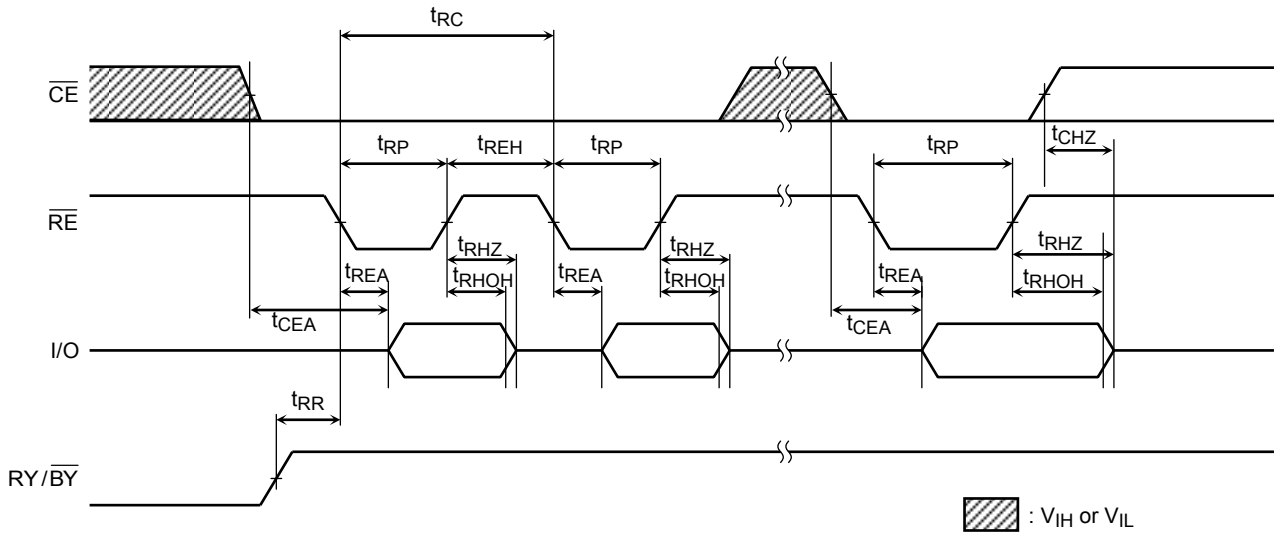 tRC
CE
tCHZ
tRP tREH tRP tRP
RE
tRHZ tRHZ tRHZ
tREA tRHOH tREA tRHOH tREA tRHOH
tCEA tCEA
I/O
tRR
RY/BY
: VIH or VIL